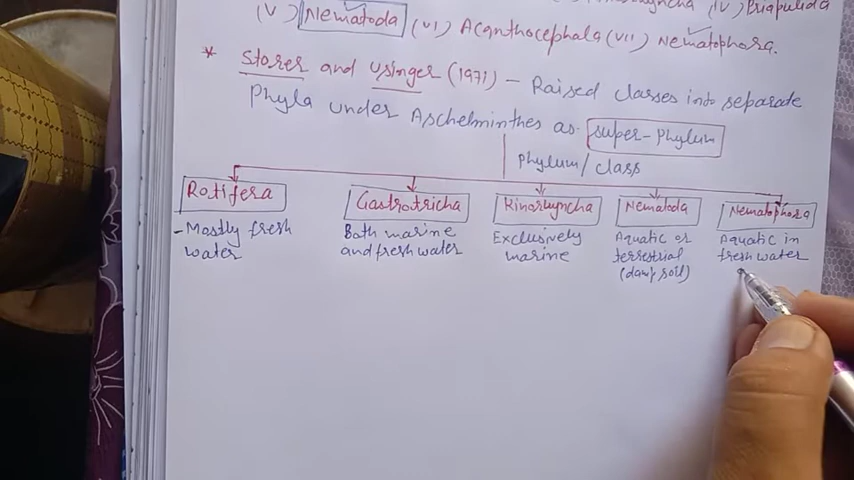 (IV) Priapulida
(V) Nematoda (VI) Acanthocephala (VII) Nematophora.
* Storer and Usinger (1971) - Raised classes into separate
Phyla under Aschelminthes as super-Phylum
Phylum / class
Rotifera Gastrotricha Kinorhyncha Nematoda Nematophora
- Mostly fresh water
Both marine and fresh water
Exclusively marine
Aquatic or terrestrial (damp soil)
Aquatic in fresh water